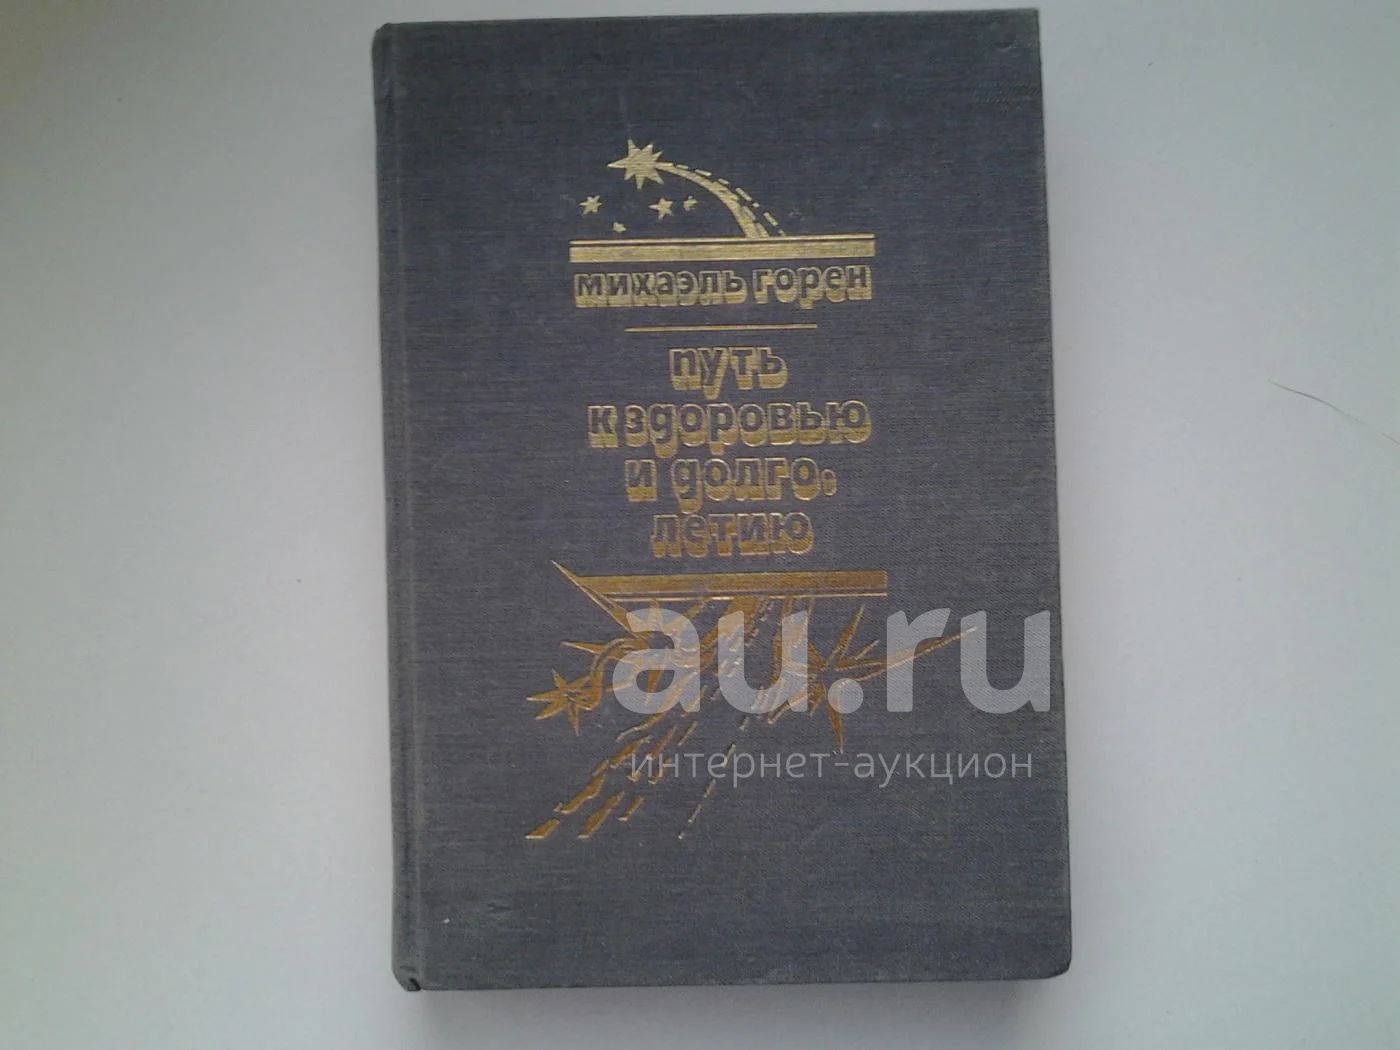 михаэль горен
путь
к здоровью
и долго-
летию
au.ru
интернет-аукцион